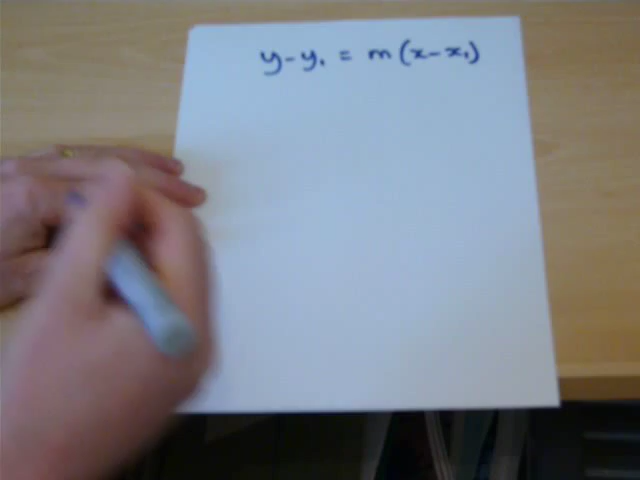 y-y₁ = m(x-x₁)